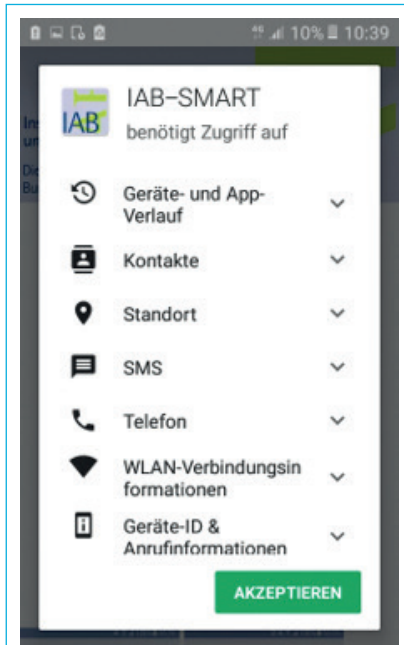 4G 10% 10:39
IAB
IAB-SMART
benötigt Zugriff auf
Geräte- und App-
Verlauf
Kontakte
Standort
SMS
Telefon
WLAN-Verbindungsin
formationen
Geräte-ID &
Anrufinformationen
AKZEPTIEREN